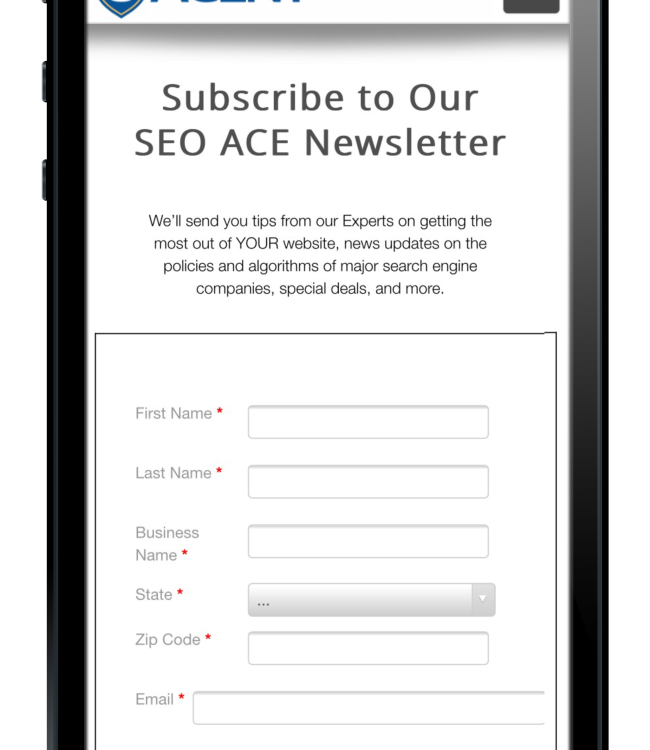 Subscribe to Our
SEO ACE Newsletter
We'll send you tips from our Experts on getting the
most out of YOUR website, news updates on the
policies and algorithms of major search engine
companies, special deals, and more.
First Name *
Last Name *
Business
Name *
State *
...
Zip Code *
Email *